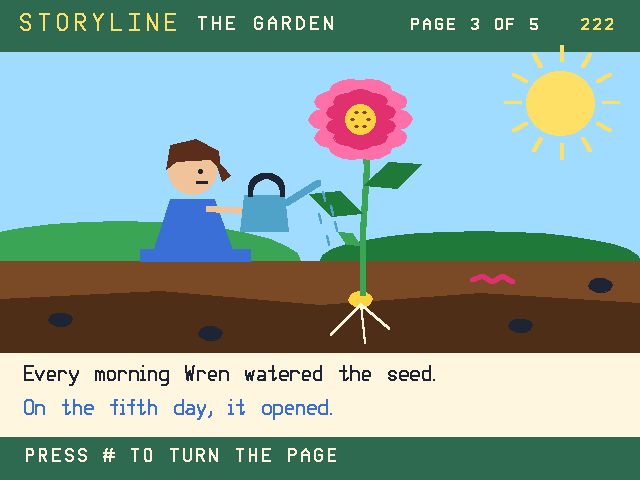 STORYLINE THE GARDEN PAGE 3 OF 5 222
Every morning Wren watered the seed.
On the fifth day, it opened.
PRESS # TO TURN THE PAGE